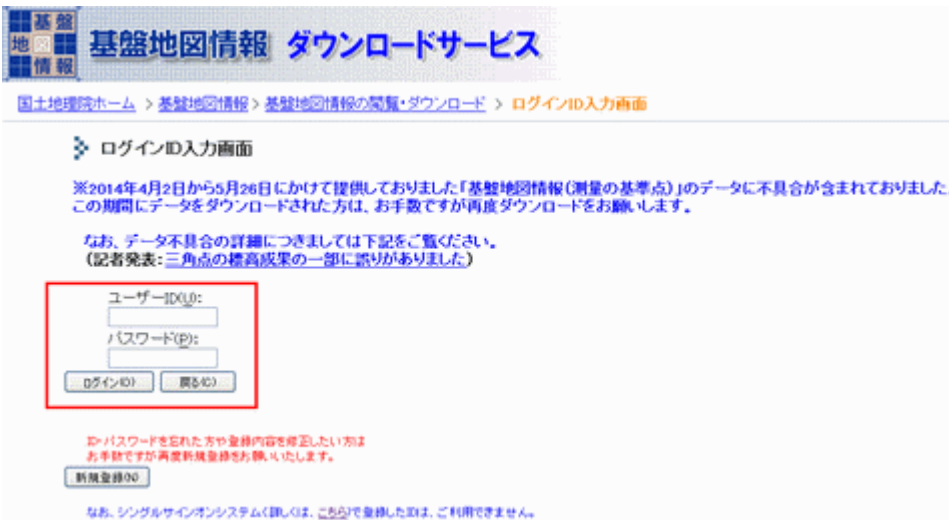 基盤
地図
情報
基盤地図情報 ダウンロードサービス
国土地理院ホーム > 基盤地図情報 > 基盤地図情報の閲覧・ダウンロード > ログインID入力画面
ログインID入力画面
※2014年4月2日から5月26日にかけて提供しておりました「基盤地図情報(測量の基準点)」のデータに不具合が含まれておりました
この期間にデータをダウンロードされた方は、お手数ですが再度ダウンロードをお願いします。
なお、データ不具合の詳細につきましては下記をご覧ください。
(記者発表:三角点の標高成果の一部に誤りがありました)
ユーザーID(U):
パスワード(P):
ログイン(O) 戻る(C)
ID・パスワードを忘れた方や登録内容を修正したい方は
お手数ですが再度新規登録をお願いいたします。
新規登録(N)
なお、シングルサインオンシステム(詳しくは、こちら)で登録したIDは、ご利用できません。